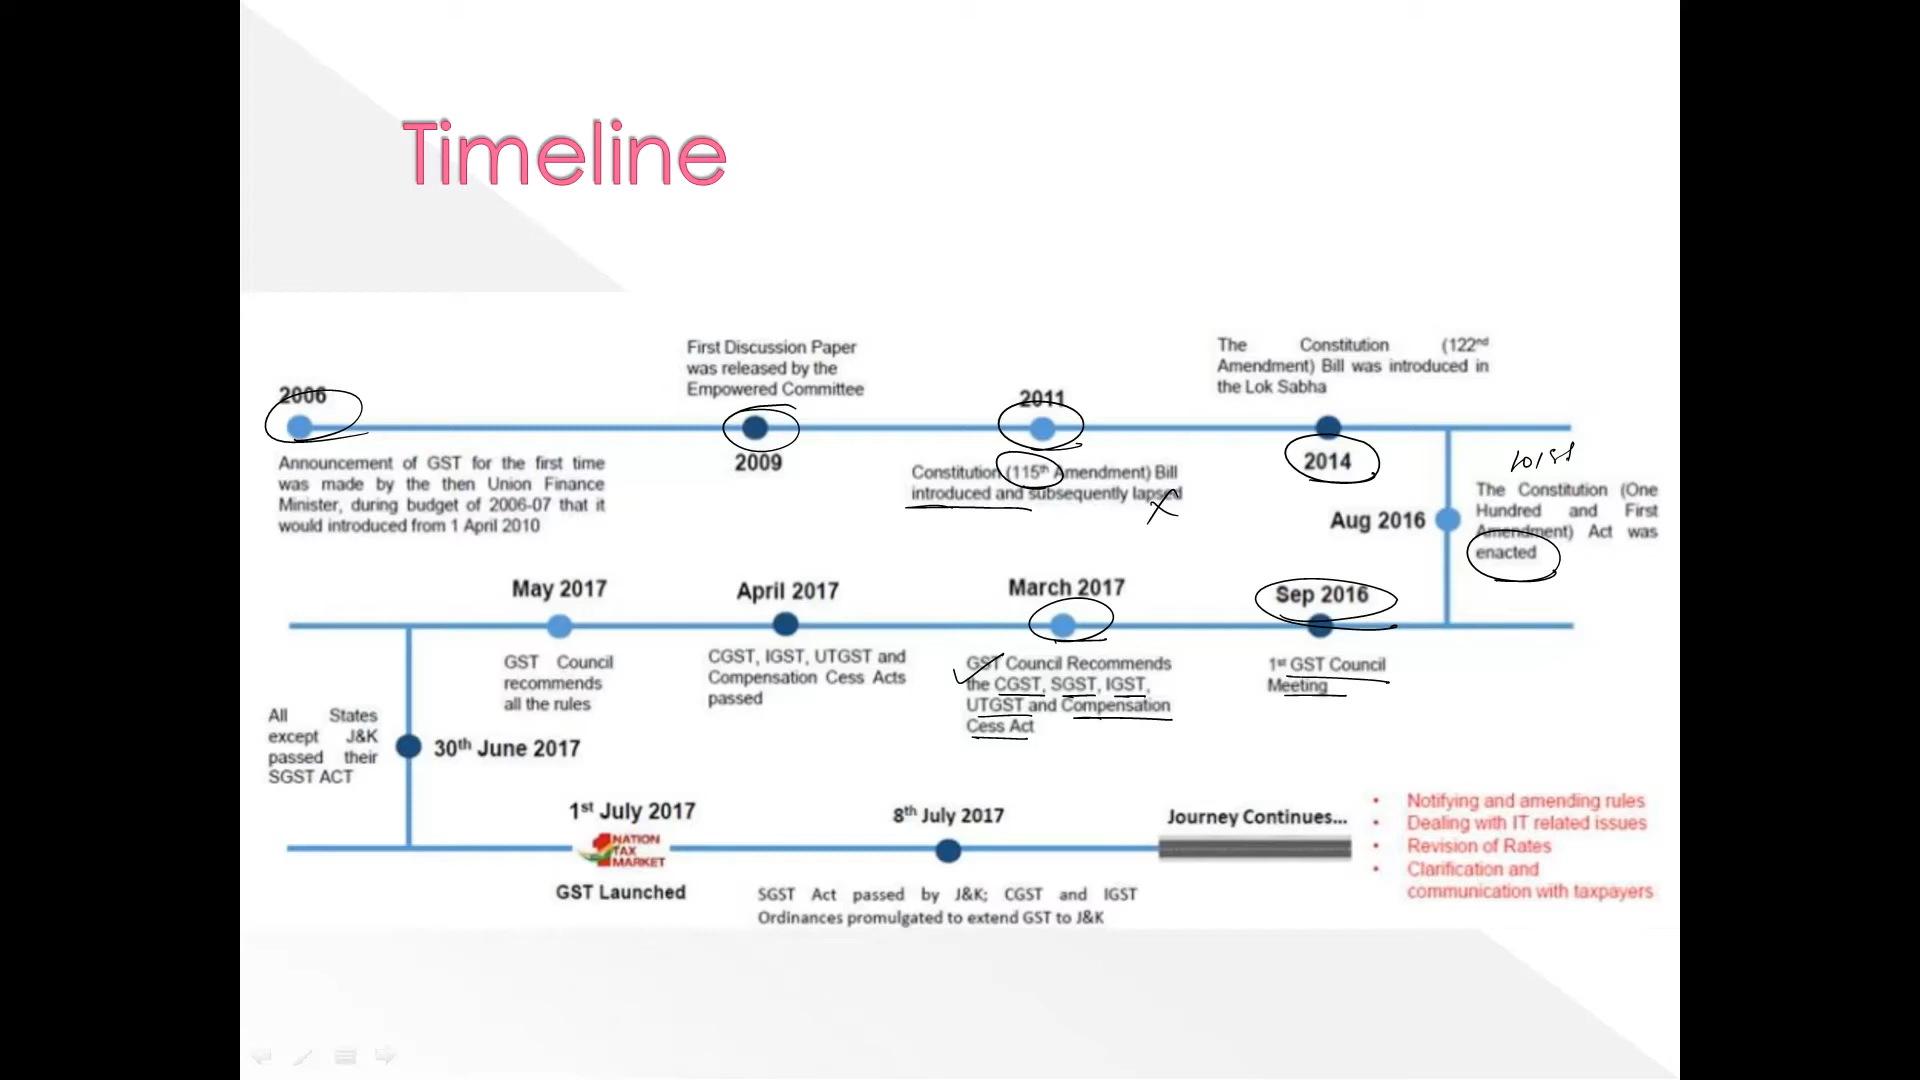 Timeline
2006
Announcement of GST for the first time
was made by the then Union Finance
Minister, during budget of 2006-07 that it
would introduced from 1 April 2010
First Discussion Paper
was released by the
Empowered Committee
2009
2011
Constitution (115th Amendment) Bill
introduced and subsequently lapsed
The Constitution (122nd
Amendment) Bill was introduced in
the Lok Sabha
2014
101st
Aug 2016
The Constitution (One
Hundred and First
Amendment) Act was
enacted
Sep 2016
1st GST Council
Meeting
March 2017
GST Council Recommends
the CGST, SGST, IGST,
UTGST and Compensation
Cess Act
April 2017
CGST, IGST, UTGST and
Compensation Cess Acts
passed
May 2017
GST Council
recommends
all the rules
30th June 2017
All States
except J&K
passed their
SGST ACT
1st July 2017
NATION
TAX
MARKET
GST Launched
8th July 2017
SGST Act passed by J&K; CGST and IGST
Ordinances promulgated to extend GST to J&K
Journey Continues...
• Notifying and amending rules
• Dealing with IT related issues
• Revision of Rates
• Clarification and
communication with taxpayers